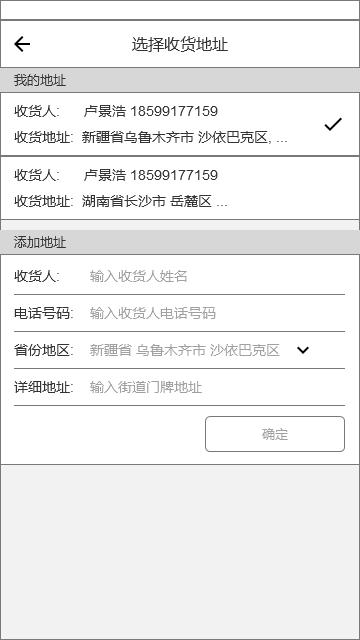 选择收货地址
我的地址
收货人: 卢景浩 18599177159
收货地址: 新疆省乌鲁木齐市 沙依巴克区, ...
收货人: 卢景浩 18599177159
收货地址: 湖南省长沙市 岳麓区 ...
添加地址
收货人: 输入收货人姓名
电话号码: 输入收货人电话号码
省份地区: 新疆省 乌鲁木齐市 沙依巴克区
详细地址: 输入街道门牌地址
确定